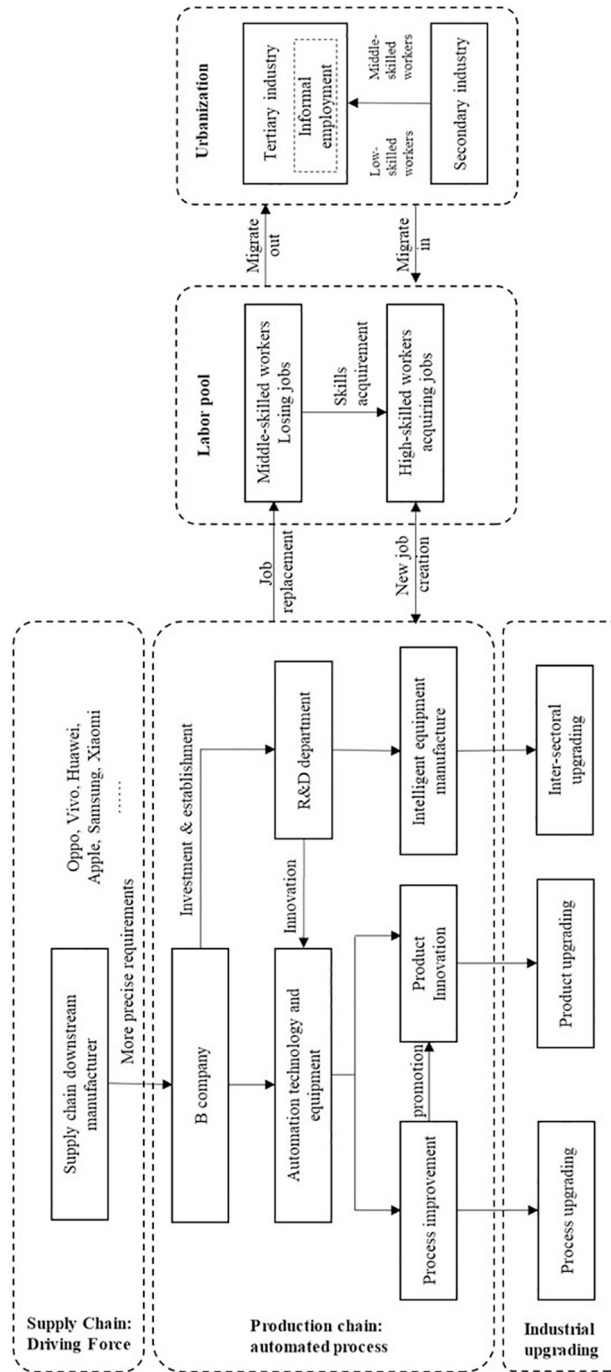 Supply Chain:
Driving Force
Supply chain downstream
manufacturer
Oppo, Vivo, Huawei,
Apple, Samsung, Xiaomi
……
More precise requirements
Production chain:
automated process
B company
Investment & establishment
Automation technology and
equipment
Innovation
R&D department
Process improvement
promotion
Product
Innovation
Intelligent equipment
manufacture
Industrial
upgrading
Process upgrading
Product upgrading
Inter-sectoral
upgrading
Job
replacement
New job
creation
Labor pool
Middle-skilled workers
Losing jobs
Skills
acquirement
High-skilled workers
acquiring jobs
Migrate
out
Migrate
in
Urbanization
Tertiary industry
Informal
employment
Low-
skilled
workers
Middle-
skilled
workers
Secondary industry